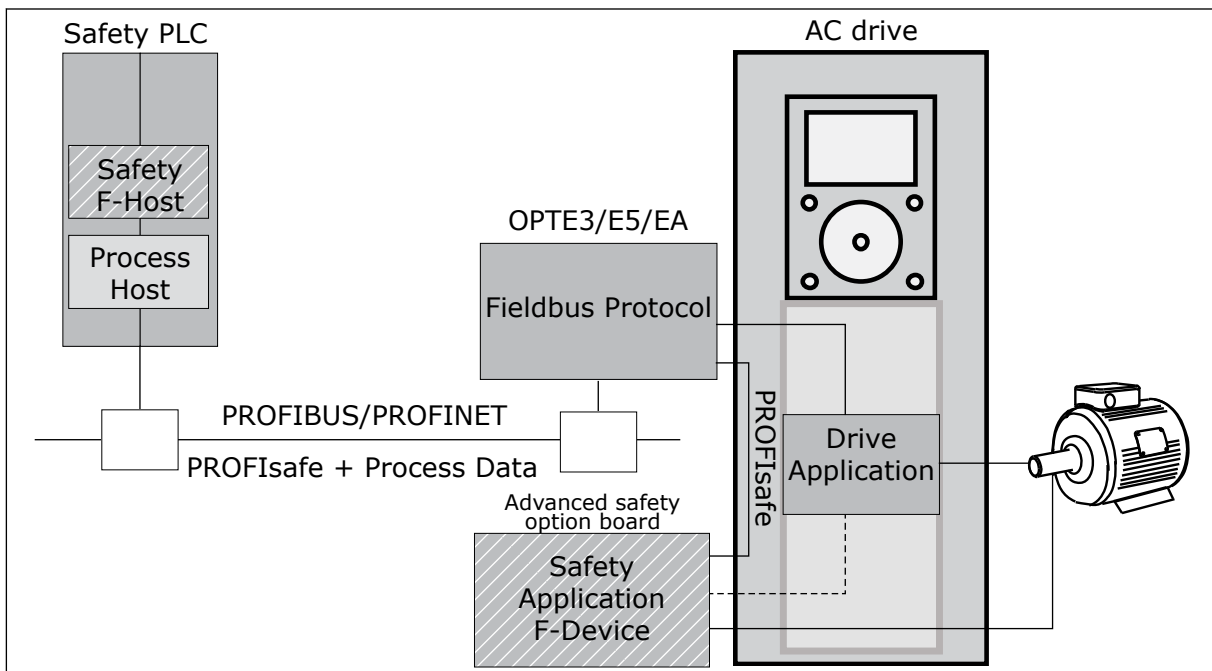 Safety PLC
AC drive
Safety
F-Host
Process
Host
OPTE3/E5/EA
Fieldbus Protocol
PROFIBUS/PROFINET
PROFIsafe + Process Data
PROFIsafe
Drive
Application
Advanced safety
option board
Safety
Application
F-Device